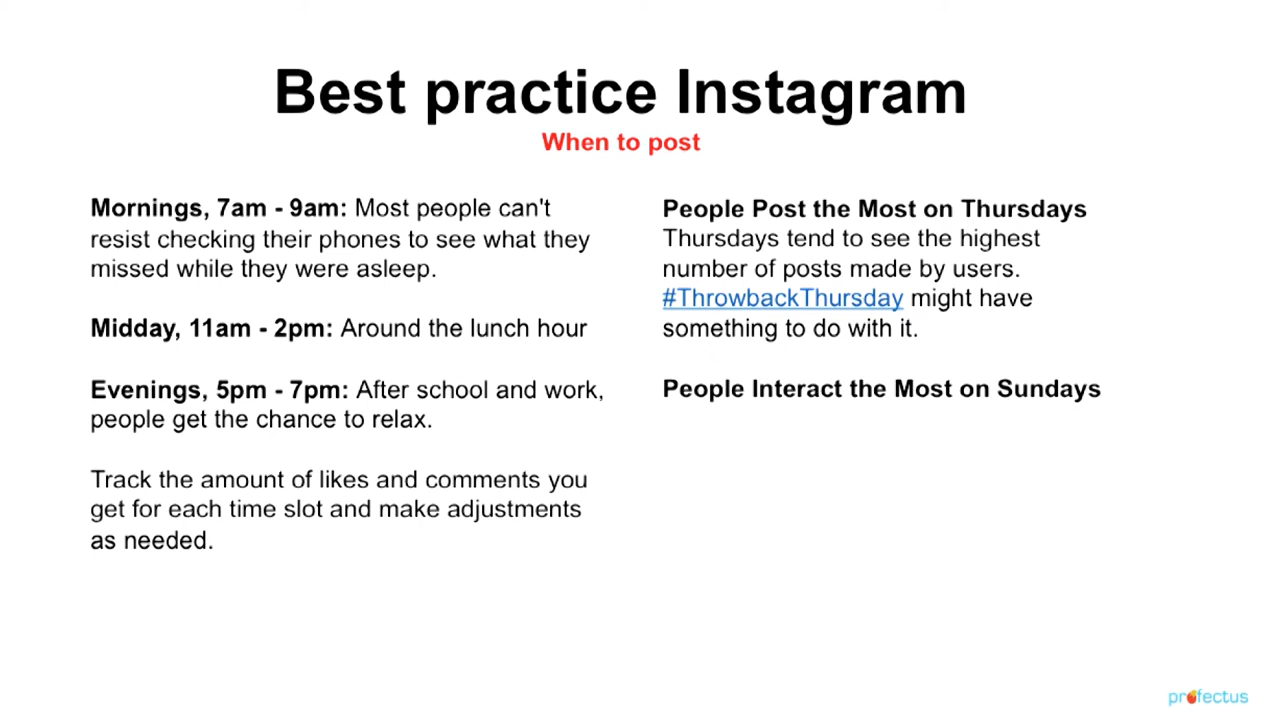 Best practice Instagram
When to post
Mornings, 7am - 9am: Most people can't
resist checking their phones to see what they
missed while they were asleep.
Midday, 11am - 2pm: Around the lunch hour
Evenings, 5pm - 7pm: After school and work,
people get the chance to relax.
Track the amount of likes and comments you
get for each time slot and make adjustments
as needed.
People Post the Most on Thursdays
Thursdays tend to see the highest
number of posts made by users.
#ThrowbackThursday might have
something to do with it.
People Interact the Most on Sundays
profectus